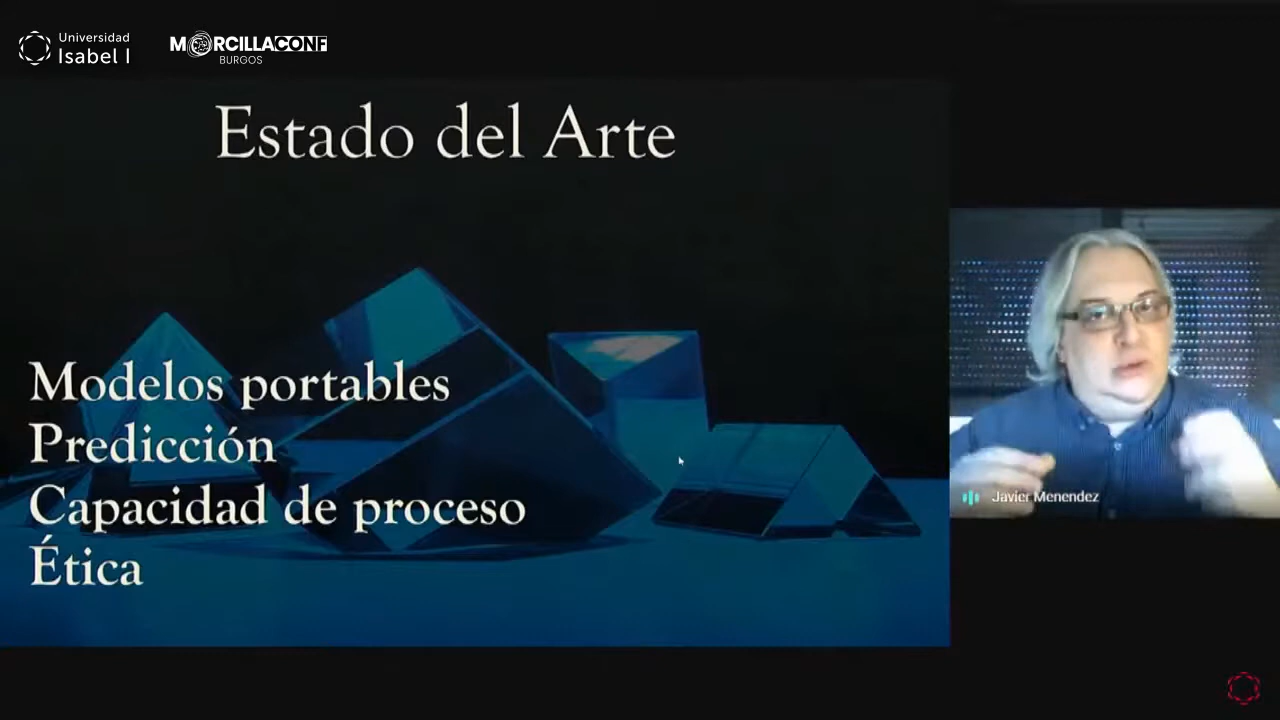 Universidad
Isabel I
MORCILLACONF
BURGOS
Estado del Arte
Modelos portables
Predicción
Capacidad de proceso
Ética
Javier Menendez